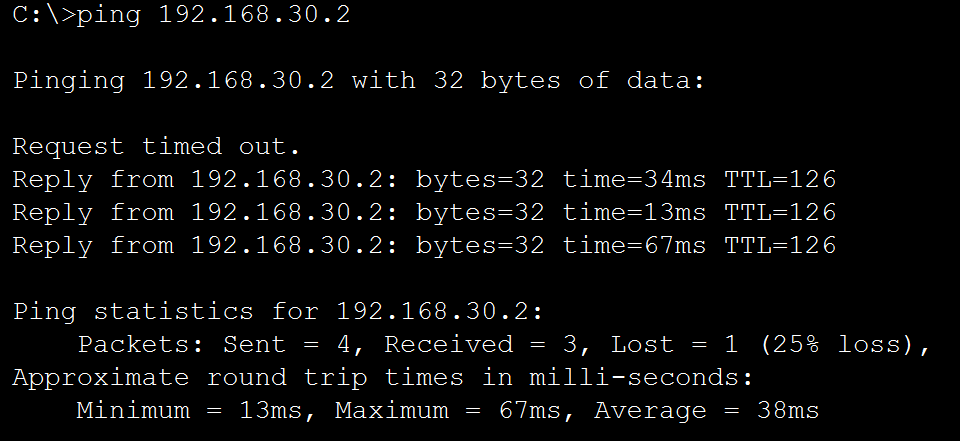 C:\>ping 192.168.30.2
Pinging 192.168.30.2 with 32 bytes of data:
Request timed out.
Reply from 192.168.30.2: bytes=32 time=34ms TTL=126
Reply from 192.168.30.2: bytes=32 time=13ms TTL=126
Reply from 192.168.30.2: bytes=32 time=67ms TTL=126
Ping statistics for 192.168.30.2:
    Packets: Sent = 4, Received = 3, Lost = 1 (25% loss),
Approximate round trip times in milli-seconds:
    Minimum = 13ms, Maximum = 67ms, Average = 38ms